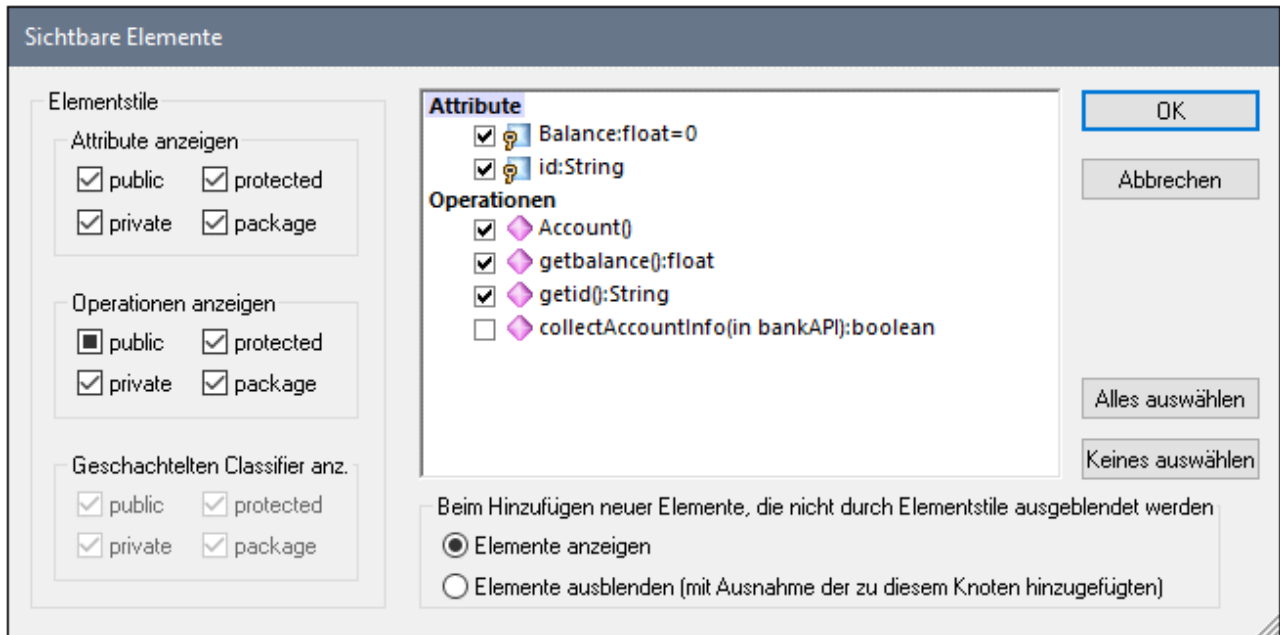 Sichtbare Elemente
Elementstile
Attribute anzeigen
public protected
private package
Operationen anzeigen
public protected
private package
Geschachtelten Classifier anz.
public protected
private package
Attribute
Balance:float=0
id:String
Operationen
Account()
getbalance():float
getid():String
collectAccountInfo(in bankAPI):boolean
Beim Hinzufügen neuer Elemente, die nicht durch Elementstile ausgeblendet werden
Elemente anzeigen
Elemente ausblenden (mit Ausnahme der zu diesem Knoten hinzugefügten)
OK
Abbrechen
Alles auswählen
Keines auswählen